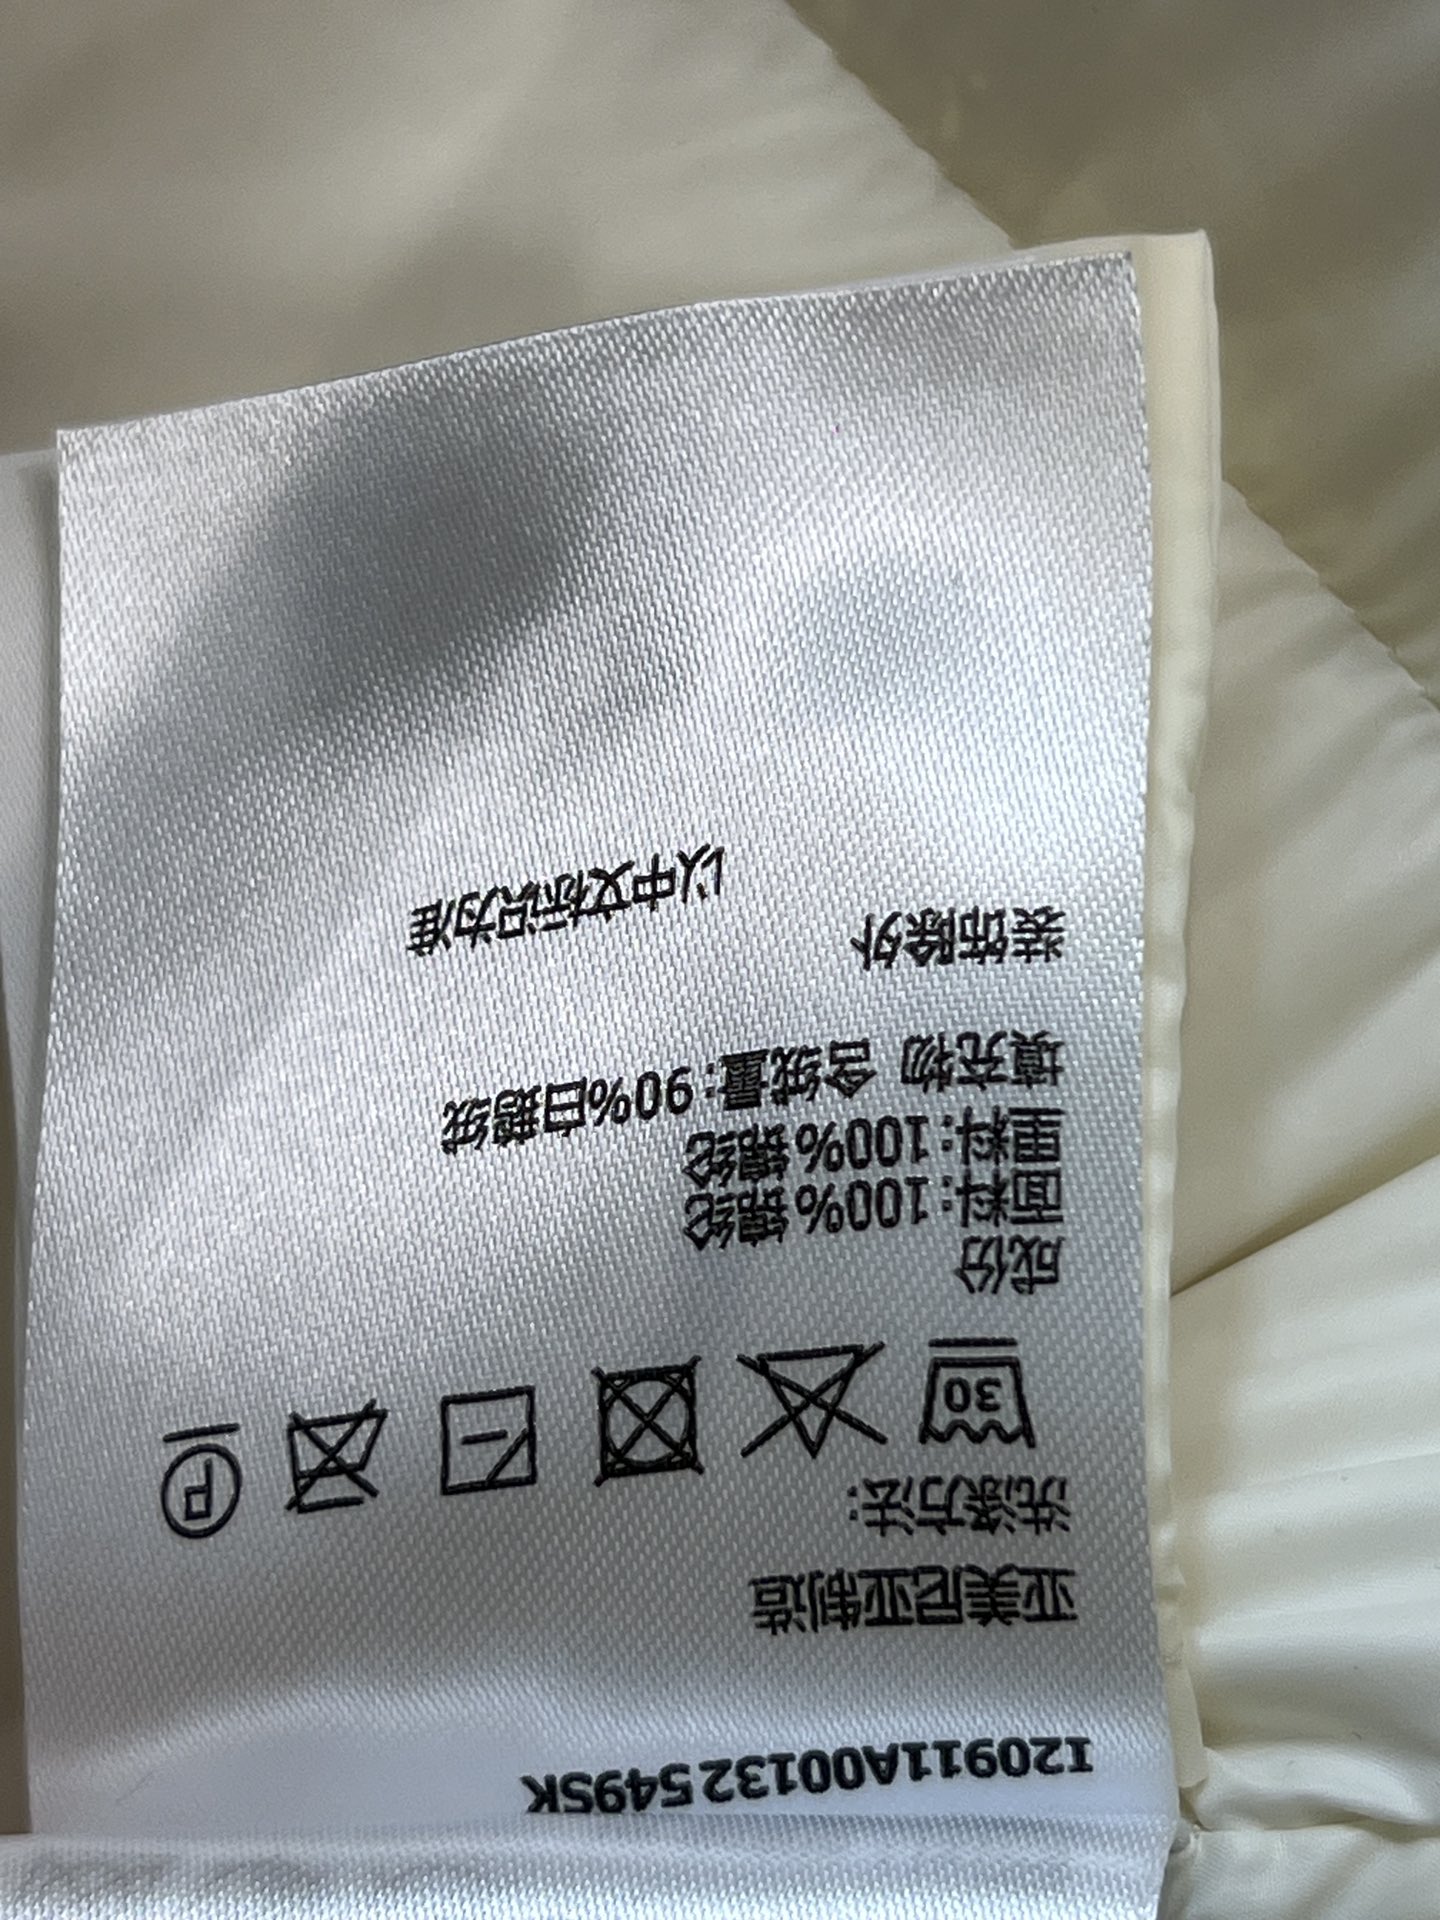 I20911A00132549SK
亚美尼亚制造
洗涤方法:
30
P
成份
面料:100%锦纶
里料:100%锦纶
填充物 含绒量:90%白鹅绒
装饰除外
以中文标识为准